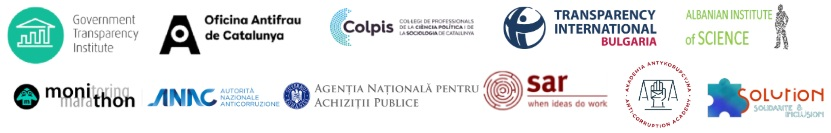 Government
Transparency
Institute
Oficina Antifrau
de Catalunya
Colpis
COL·LEGI DE PROFESSIONALS
DE LA CIÈNCIA POLÍTICA I DE
LA SOCIOLOGIA DE CATALUNYA
TRANSPARENCY
INTERNATIONAL
BULGARIA
ALBANIAN INSTITUTE
of SCIENCE
monitoring
marathon
ANAC
AUTORITÀ
NAZIONALE
ANTICORRUZIONE
AGENȚIA NAȚIONALĂ PENTRU
ACHIZIȚII PUBLICE
sar
when ideas do work
AKADEMIA ANTYKORUPCYJNA
ANTI-CORRUPTION ACADEMY
SOLUTION
SOLIDARITÉ &
INCLUSION